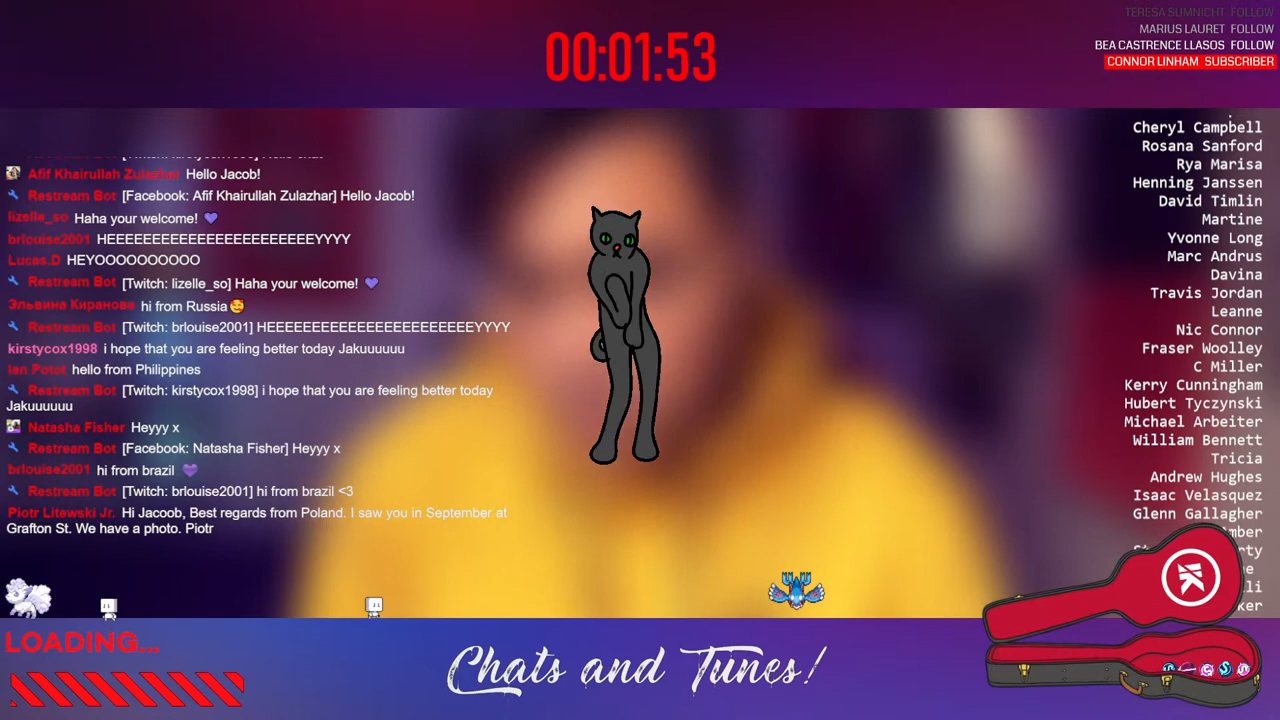 TERESA SUMNICHT FOLLOW
MARIUS LAURET FOLLOW
BEA CASTRENCE LLASOS FOLLOW
CONNOR LINHAM SUBSCRIBER
00:01:53
Afif Khairullah Zulazhar Hello Jacob!
Restream Bot [Facebook: Afif Khairullah Zulazhar] Hello Jacob!
lizelle_so Haha your welcome! 💜
brlouise2001 HEEEEEEEEEEEEEEEEEEEEEEEYYYY
Lucas.D HEYOOOOOOOOOO
Restream Bot [Twitch: lizelle_so] Haha your welcome! 💜
Эльвина Киранова hi from Russia🥰
Restream Bot [Twitch: brlouise2001] HEEEEEEEEEEEEEEEEEEEEEEEYYYY
kirstycox1998 i hope that you are feeling better today Jakuuuuuu
Ian Potot hello from Philippines
Restream Bot [Twitch: kirstycox1998] i hope that you are feeling better today
Jakuuuuuu
Natasha Fisher Heyyy x
Restream Bot [Facebook: Natasha Fisher] Heyyy x
brlouise2001 hi from brazil 💜
Restream Bot [Twitch: brlouise2001] hi from brazil <3
Piotr Litewski Jr. Hi Jacoob, Best regards from Poland. I saw you in September at
Grafton St. We have a photo. Piotr
Cheryl Campbell
Rosana Sanford
Rya Marisa
Henning Janssen
David Timlin
Martine
Yvonne Long
Marc Andrus
Davina
Travis Jordan
Leanne
Nic Connor
Fraser Woolley
C Miller
Kerry Cunningham
Hubert Tyczynski
Michael Arbeiter
William Bennett
Tricia
Andrew Hughes
Isaac Velasquez
Glenn Gallagher
LOADING...
Chats and Tunes!